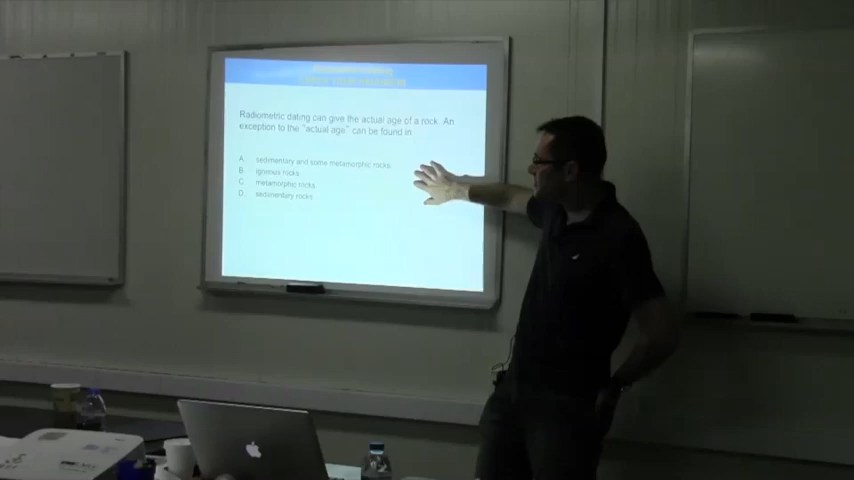 Radiometric dating can give the actual age of a rock. An
exception to the "actual age" can be found in
A. sedimentary and some metamorphic rocks.
B. igneous rocks
C. metamorphic rocks.
D. sedimentary rocks